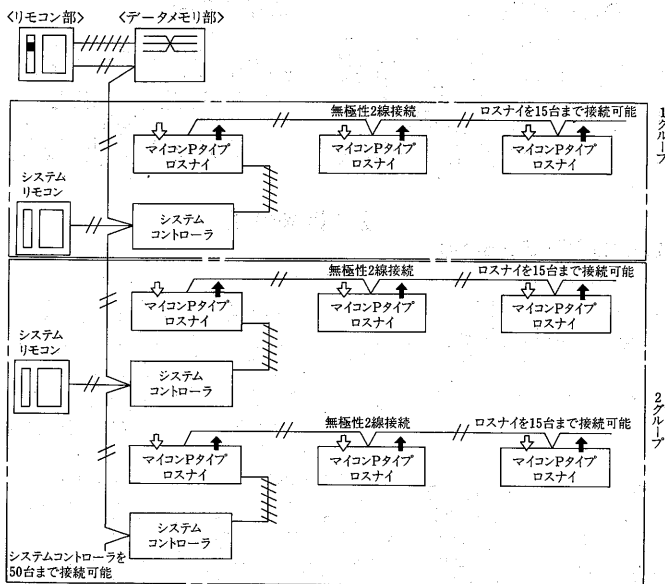 〈リモコン部〉 〈データメモリ部〉
無極性2線接続
ロスナイを15台まで接続可能
マイコンPタイプ
ロスナイ
マイコンPタイプ
ロスナイ
マイコンPタイプ
ロスナイ
システム
リモコン
システム
コントローラ
1グループ
無極性2線接続
ロスナイを15台まで接続可能
マイコンPタイプ
ロスナイ
マイコンPタイプ
ロスナイ
マイコンPタイプ
ロスナイ
システム
リモコン
システム
コントローラ
2グループ
無極性2線接続
ロスナイを15台まで接続可能
マイコンPタイプ
ロスナイ
マイコンPタイプ
ロスナイ
マイコンPタイプ
ロスナイ
システム
コントローラ
システムコントローラを
50台まで接続可能